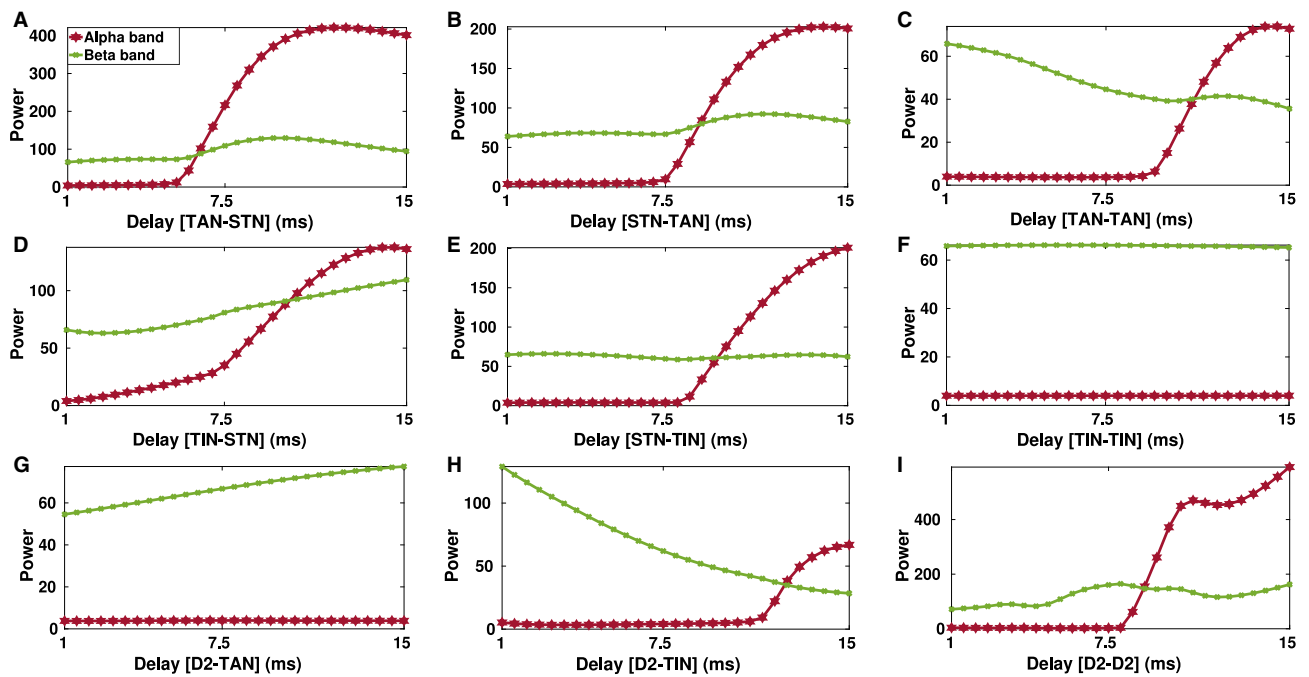 A
Alpha band
Beta band
Power
400
300
200
100
0
1
7.5
15
Delay [TAN-STN] (ms)
B
Power
200
150
100
50
0
1
7.5
15
Delay [STN-TAN] (ms)
C
Power
60
40
20
0
1
7.5
15
Delay [TAN-TAN] (ms)
D
Power
100
50
0
1
7.5
15
Delay [TIN-STN] (ms)
E
Power
200
150
100
50
0
1
7.5
15
Delay [STN-TIN] (ms)
F
Power
60
40
20
0
1
7.5
15
Delay [TIN-TIN] (ms)
G
Power
60
40
20
0
1
7.5
15
Delay [D2-TAN] (ms)
H
Power
100
50
0
1
7.5
15
Delay [D2-TIN] (ms)
I
Power
400
200
0
1
7.5
15
Delay [D2-D2] (ms)